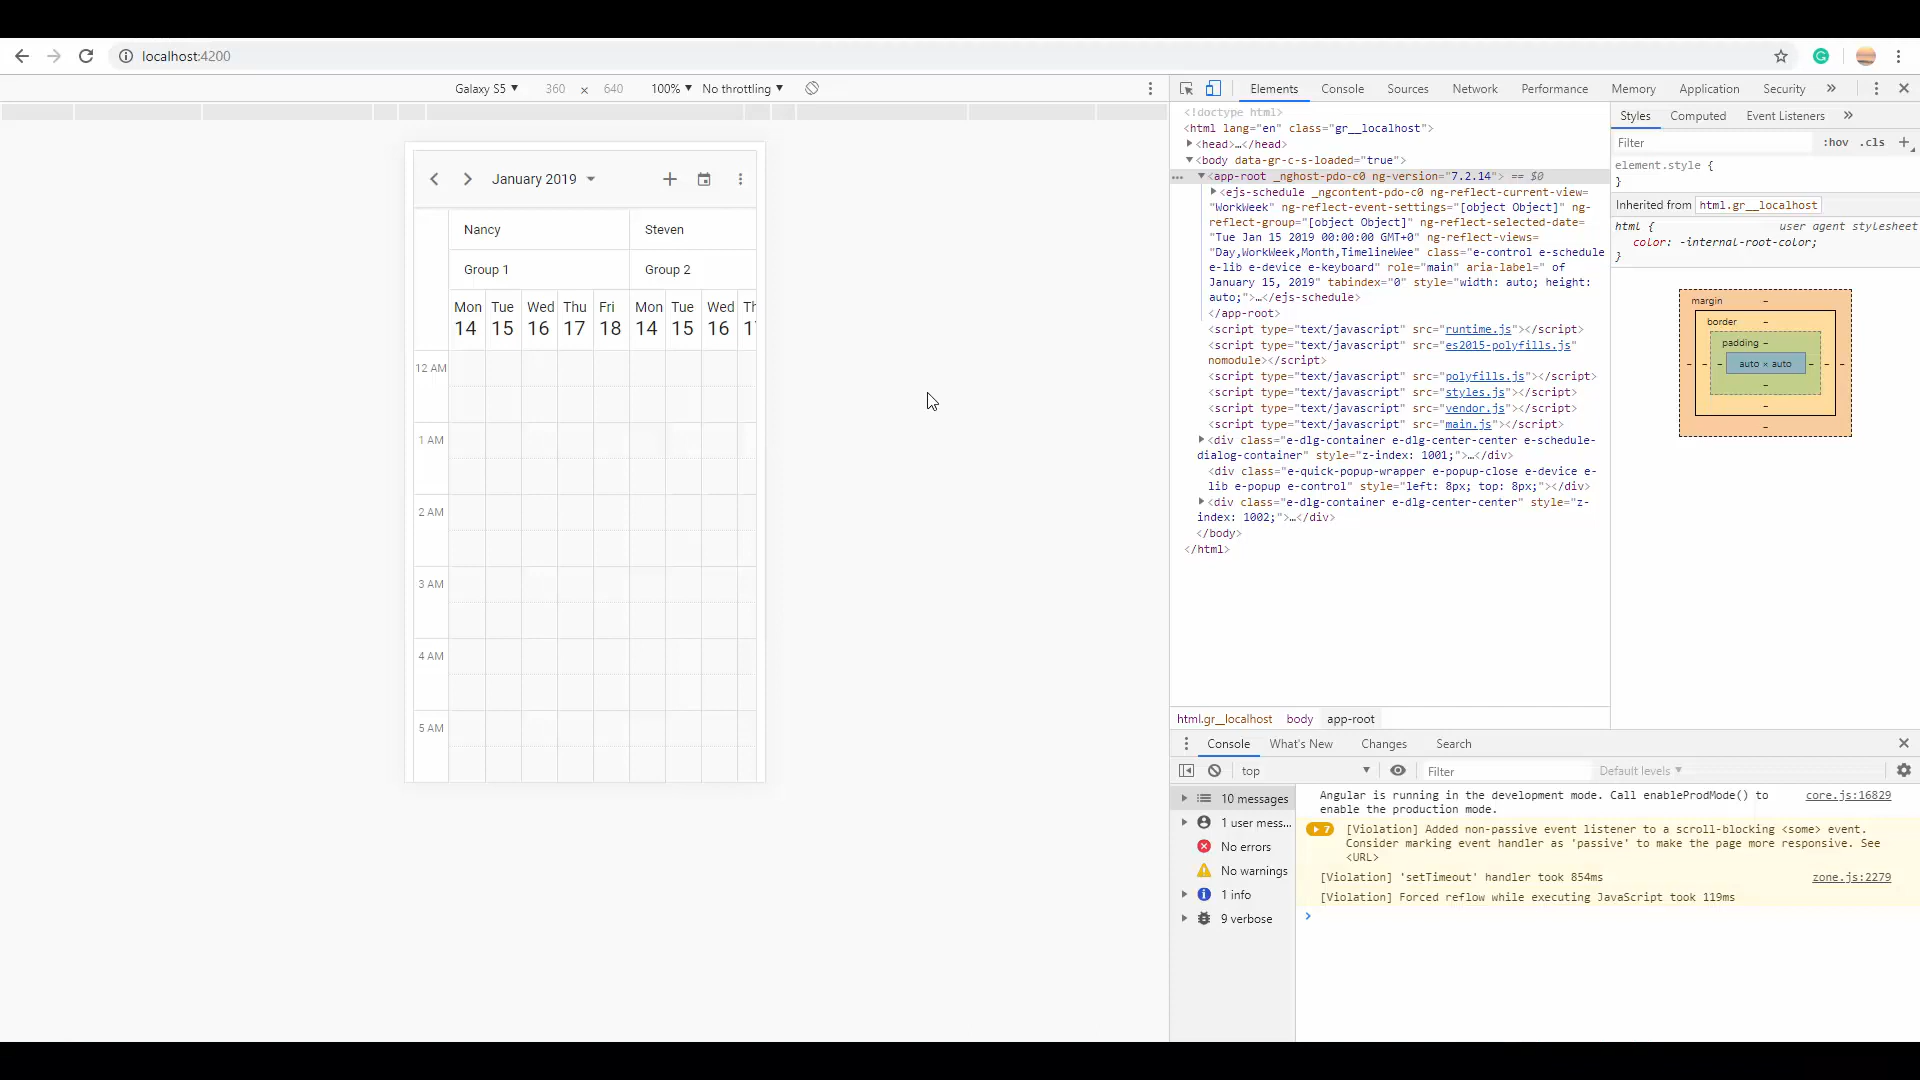 localhost:4200
Galaxy S5 ▼ 360 × 640 100% ▼ No throttling ▼
Elements Console Sources Network Performance Memory Application Security »
<!doctype html>
<html lang="en" class="gr__localhost">
<head>…</head>
<body data-gr-c-s-loaded="true">
<app-root _nghost-pdo-c0 ng-version="7.2.14"> == $0
<ejs-schedule _ngcontent-pdo-c0 ng-reflect-current-view=
"WorkWeek" ng-reflect-event-settings="[object Object]" ng-
reflect-group="[object Object]" ng-reflect-selected-date=
"Tue Jan 15 2019 00:00:00 GMT+0" ng-reflect-views=
"Day,WorkWeek,Month,TimelineWee" class="e-control e-schedule
e-lib e-device e-keyboard" role="main" aria-label=" of
January 15, 2019" tabindex="0" style="width: auto; height:
auto;">…</ejs-schedule>
</app-root>
<script type="text/javascript" src="runtime.js"></script>
<script type="text/javascript" src="es2015-polyfills.js"
nomodule></script>
<script type="text/javascript" src="polyfills.js"></script>
<script type="text/javascript" src="styles.js"></script>
<script type="text/javascript" src="vendor.js"></script>
<script type="text/javascript" src="main.js"></script>
<div class="e-dlg-container e-dlg-center-center e-schedule-
dialog-container" style="z-index: 1001;">…</div>
<div class="e-quick-popup-wrapper e-popup-close e-device e-
lib e-popup e-control" style="left: 8px; top: 8px;"></div>
<div class="e-dlg-container e-dlg-center-center" style="z-
index: 1002;">…</div>
</body>
</html>
html.gr__localhost body app-root
Styles Computed Event Listeners »
Filter :hov .cls +
element.style {
}
Inherited from html.gr__localhost
html { user agent stylesheet
color: -internal-root-color;
}
margin –
border –
padding –
– – – auto × auto – – –
–
–
–
January 2019
Nancy Steven
Group 1 Group 2
Mon Tue Wed Thu Fri Mon Tue Wed Th
14 15 16 17 18 14 15 16 17
12 AM
1 AM
2 AM
3 AM
4 AM
5 AM
Console What's New Changes Search
top ▼ Filter Default levels ▼
10 messages
1 user mess...
No errors
No warnings
1 info
9 verbose
Angular is running in the development mode. Call enableProdMode() to core.js:16829
enable the production mode.
7 [Violation] Added non-passive event listener to a scroll-blocking <some> event.
Consider marking event handler as 'passive' to make the page more responsive. See
<URL>
[Violation] 'setTimeout' handler took 854ms zone.js:2279
[Violation] Forced reflow while executing JavaScript took 119ms